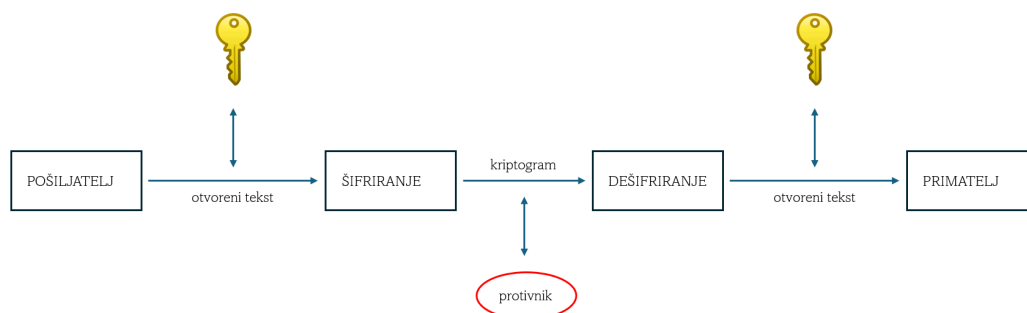 POŠILJATELJ
otvoreni tekst
ŠIFRIRANJE
kriptogram
DEŠIFRIRANJE
otvoreni tekst
PRIMATELJ
protivnik